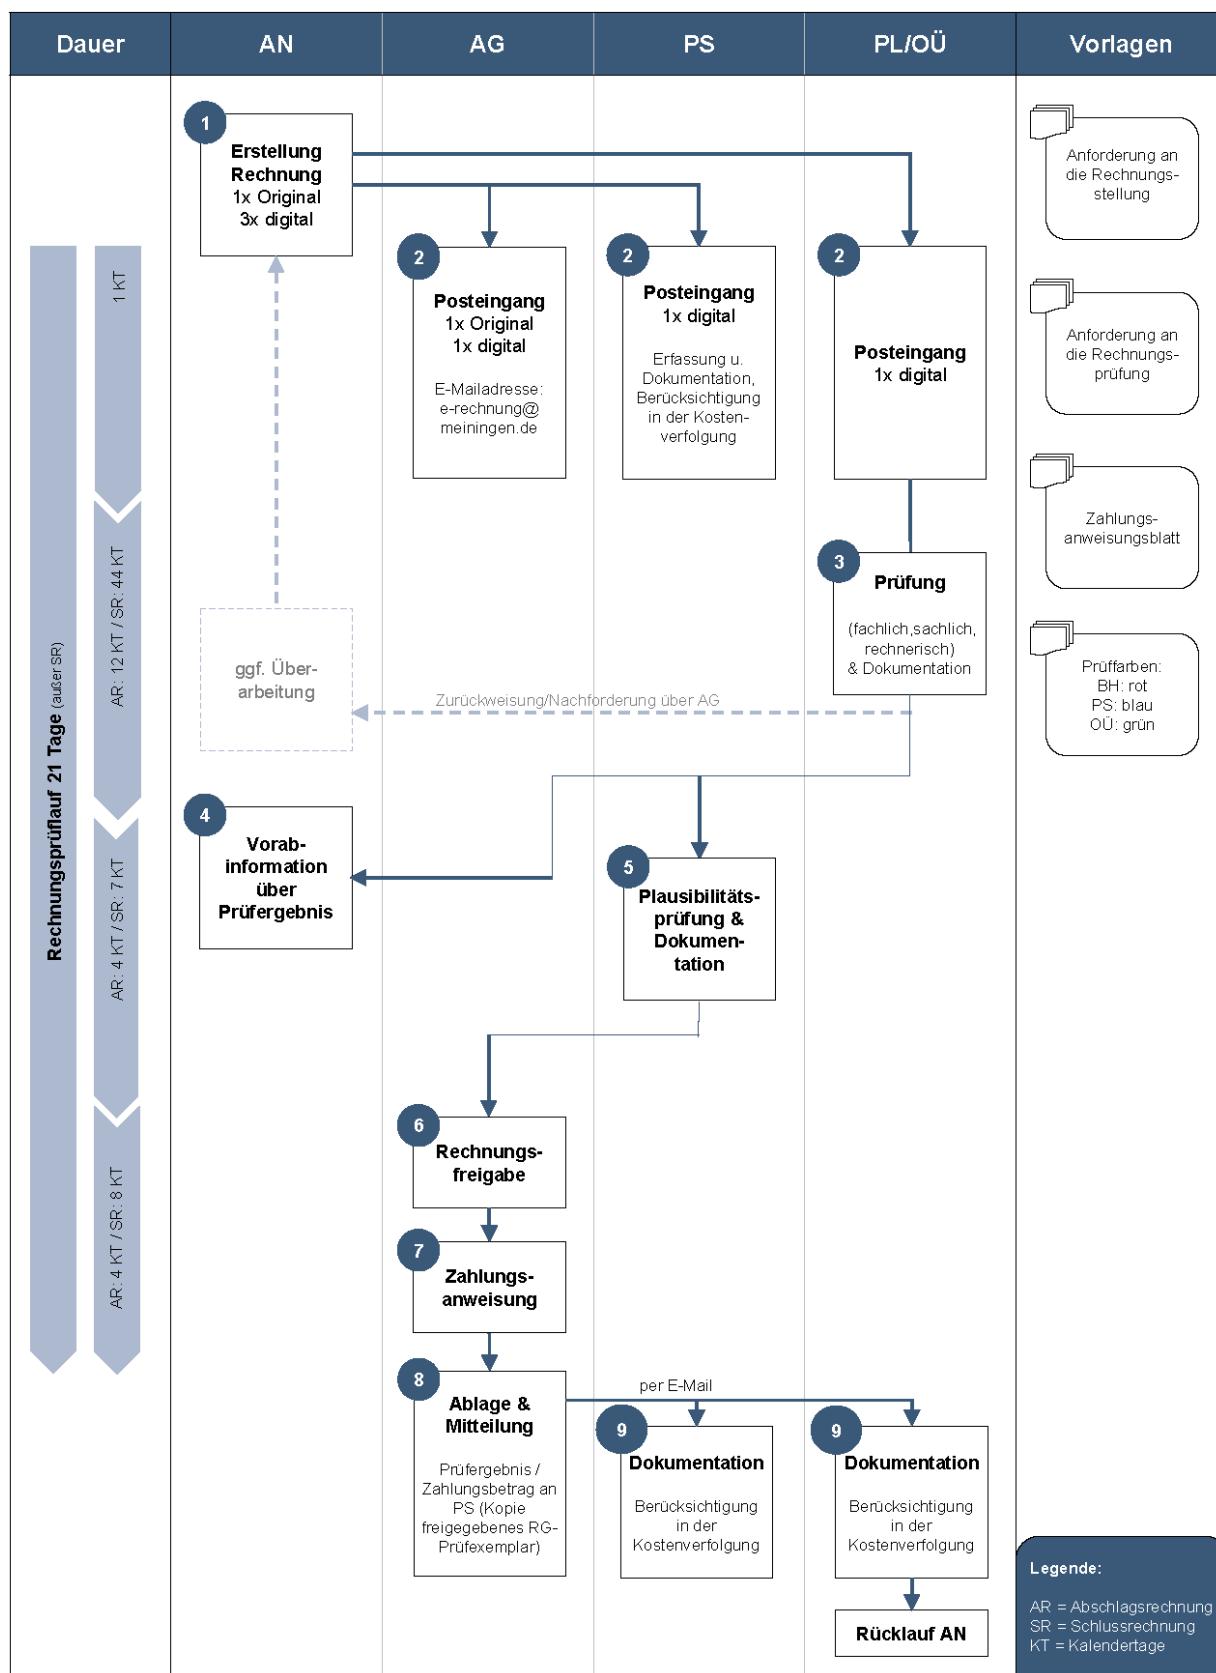 Dauer
AN
AG
PS
PL/OÜ
Vorlagen
1
Erstellung
Rechnung
1x Original
3x digital
2
Posteingang
1x Original
1x digital
E-Mailadresse:
e-rechnung@
meiningen.de
2
Posteingang
1x digital
Erfassung u.
Dokumentation,
Berücksichtigung
in der Kosten-
verfolgung
2
Posteingang
1x digital
3
Prüfung
(fachlich,sachlich,
rechnerisch)
& Dokumentation
ggf. Über-
arbeitung
Zurückweisung/Nachforderung über AG
4
Vorab-
information
über
Prüfergebnis
5
Plausibilitäts-
prüfung &
Dokumen-
tation
6
Rechnungs-
freigabe
7
Zahlungs-
anweisung
8
Ablage &
Mitteilung
Prüfergebnis /
Zahlungsbetrag an
PS (Kopie
freigegebenes RG-
Prüfexemplar)
per E-Mail
9
Dokumentation
Berücksichtigung
in der
Kostenverfolgung
9
Dokumentation
Berücksichtigung
in der
Kostenverfolgung
Rücklauf AN
Rechnungsprüflauf 21 Tage (außer SR)
1 KT
AR: 12 KT / SR: 44 KT
AR: 4 KT / SR: 7 KT
AR: 4 KT / SR: 8 KT
Anforderung an
die Rechnungs-
stellung
Anforderung an
die Rechnungs-
prüfung
Zahlungs-
anweisungsblatt
Prüffarben:
BH: rot
PS: blau
OÜ: grün
Legende:
AR = Abschlagsrechnung
SR = Schlussrechnung
KT = Kalendertage